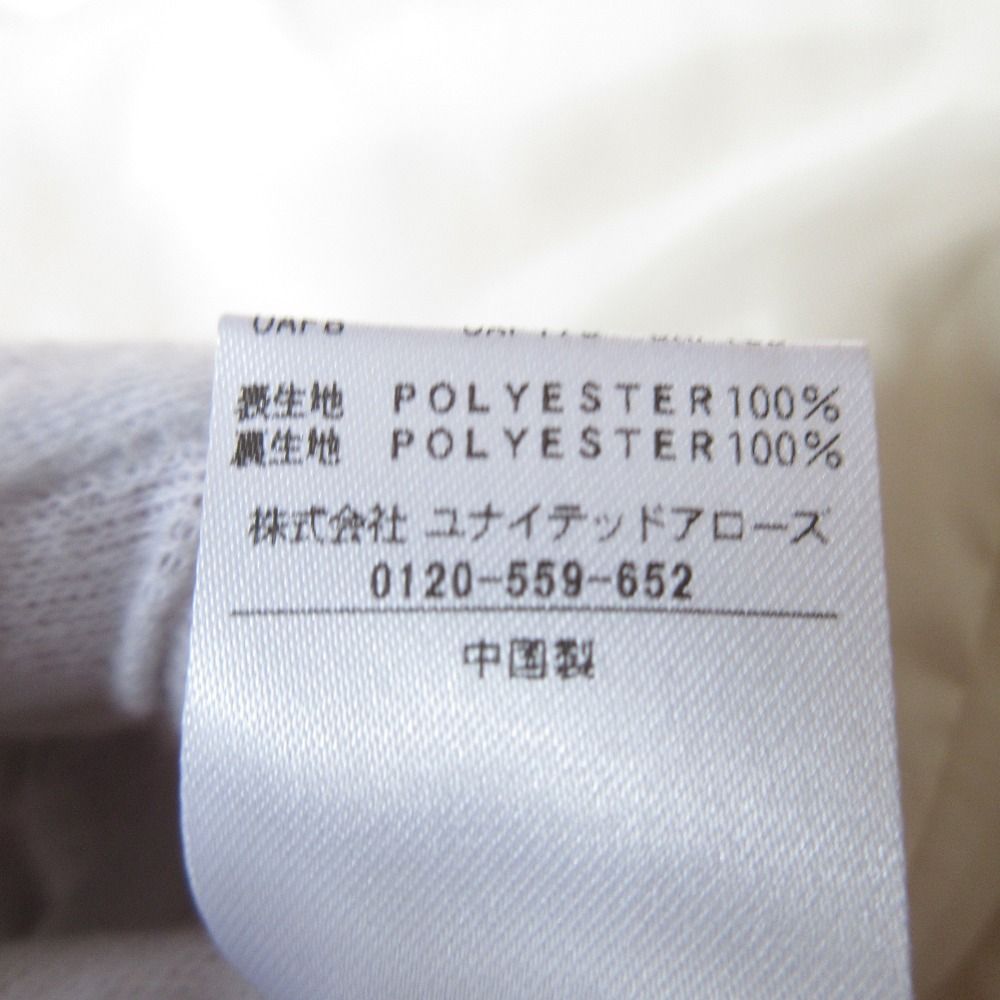 表生地 POLYESTER100%
裏生地 POLYESTER100%
株式会社 ユナイテッドアローズ
0120-559-652
中国製